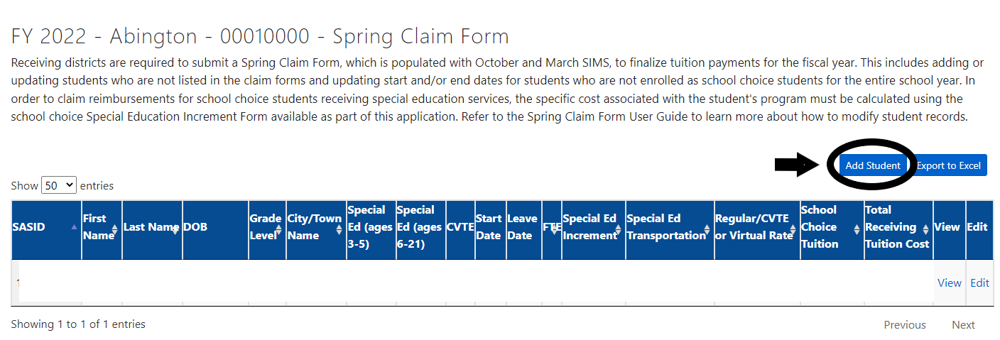 FY 2022 - Abington - 00010000 - Spring Claim Form
Receiving districts are required to submit a Spring Claim Form, which is populated with October and March SIMS, to finalize tuition payments for the fiscal year. This includes adding or
updating students who are not listed in the claim forms and updating start and/or end dates for students who are not enrolled as school choice students for the entire school year. In
order to claim reimbursements for school choice students receiving special education services, the specific cost associated with the student's program must be calculated using the
school choice Special Education Increment Form available as part of this application. Refer to the Spring Claim Form User Guide to learn more about how to modify student records.
Add Student Export to Excel
Show 50 entries
SASID
First
Name
Last Name
DOB
Grade
Level
City/Town
Name
Special
Ed (ages
3-5)
Special
Ed (ages
6-21)
CVTE
Start
Date
Leave
Date
FTE
Special Ed
Increment
Special Ed
Transportation
Regular/CVTE
or Virtual Rate
School
Choice
Tuition
Total
Receiving
Tuition Cost
View
Edit
View Edit
Showing 1 to 1 of 1 entries
Previous Next